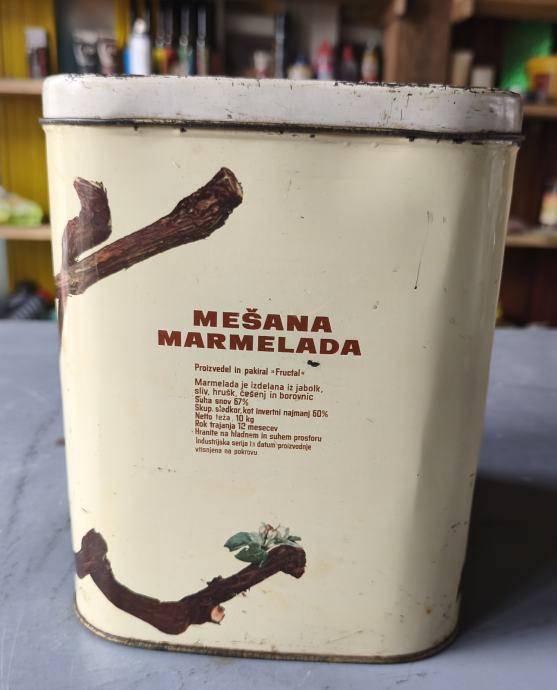 MEŠANA
MARMELADA
Proizvedel in pakiral »Fructal«
Marmelada je izdelana iz jabolk,
sliv, hrušk, češenj in borovnic
Suha snov 67%
Skup. sladkor, kot invertni najmanj 60%
Netto teža 10 kg
Rok trajanja 12 mesecev
Hranite na hladnem in suhem prostoru
Industrijska serija in datum proizvodnje
vtisnjena na pokrovu